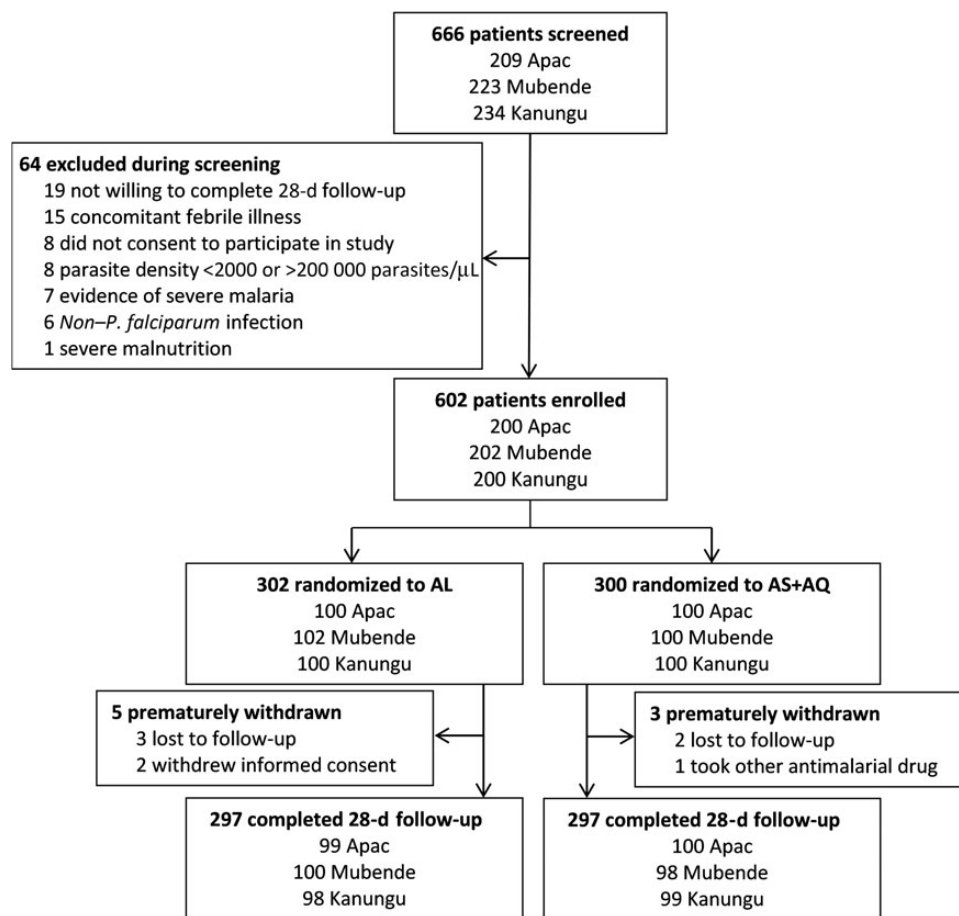 666 patients screened
209 Apac
223 Mubende
234 Kanungu
64 excluded during screening
19 not willing to complete 28-d follow-up
15 concomitant febrile illness
8 did not consent to participate in study
8 parasite density <2000 or >200 000 parasites/μL
7 evidence of severe malaria
6 Non–P. falciparum infection
1 severe malnutrition
602 patients enrolled
200 Apac
202 Mubende
200 Kanungu
302 randomized to AL
100 Apac
102 Mubende
100 Kanungu
300 randomized to AS+AQ
100 Apac
100 Mubende
100 Kanungu
5 prematurely withdrawn
3 lost to follow-up
2 withdrew informed consent
3 prematurely withdrawn
2 lost to follow-up
1 took other antimalarial drug
297 completed 28-d follow-up
99 Apac
100 Mubende
98 Kanungu
297 completed 28-d follow-up
100 Apac
98 Mubende
99 Kanungu